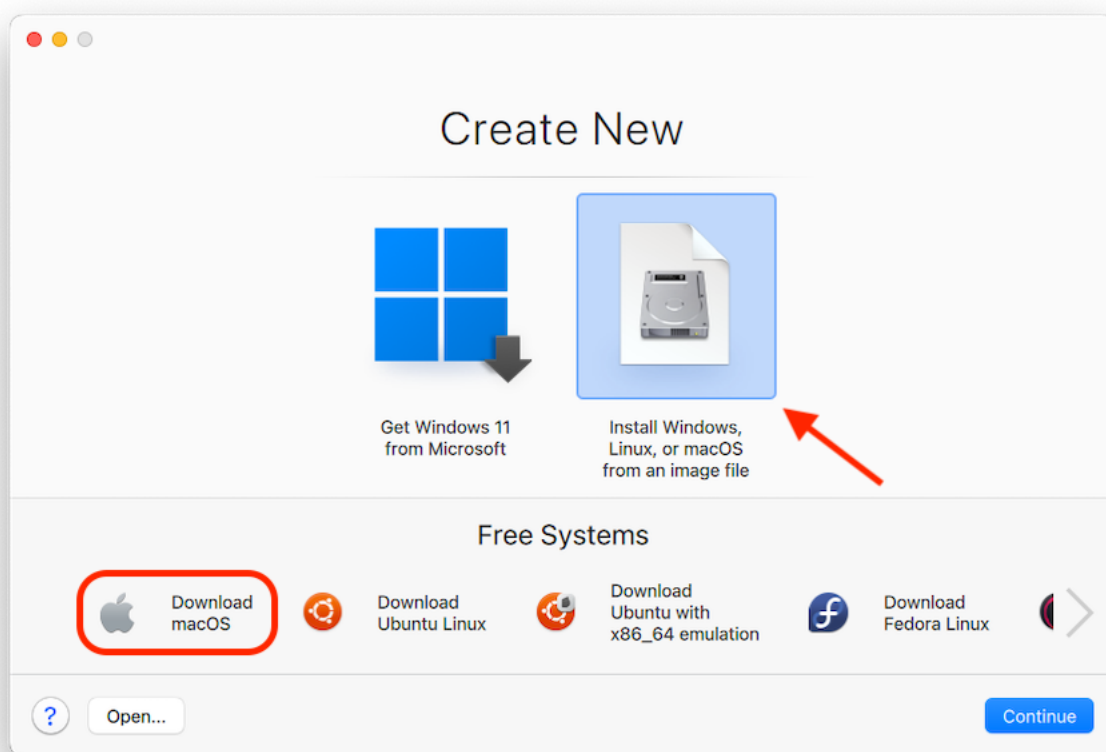 Create New
Get Windows 11
from Microsoft
Install Windows,
Linux, or macOS
from an image file
Free Systems
Download
macOS
Download
Ubuntu Linux
Download
Ubuntu with
x86_64 emulation
Download
Fedora Linux
?
Open...
Continue